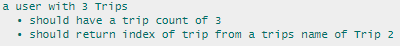 a user with 3 Trips
• should have a trip count of 3
• should return index of trip from a trips name of Trip 2